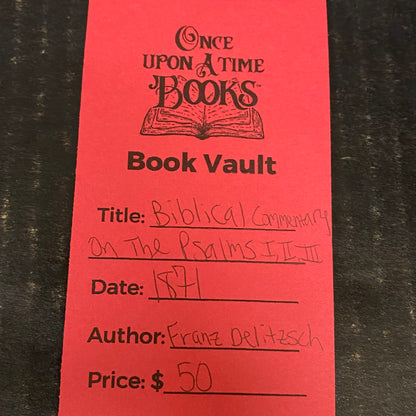 ONCE
UPON A TIME
BOOKS™
Book Vault
Title: Biblical Commentary
On The Psalms I, II, III
Date: 1871
Author: Franz Delitzsch
Price: $ 50